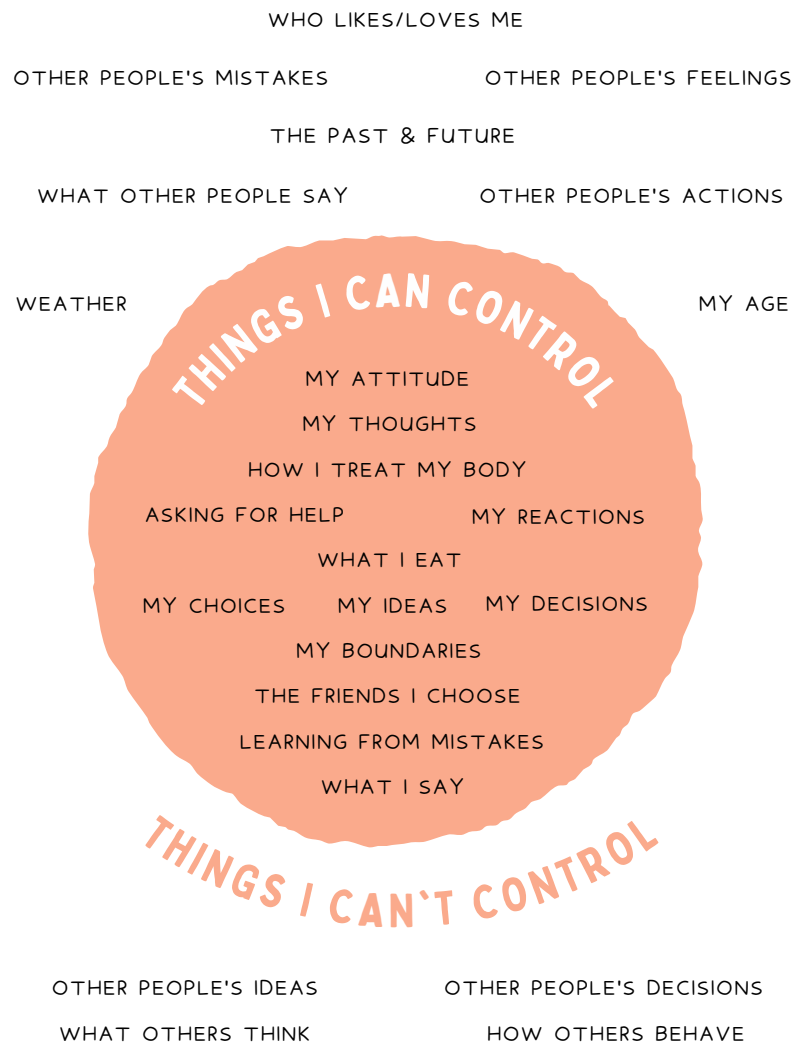 WHO LIKES/LOVES ME
OTHER PEOPLE'S MISTAKES
OTHER PEOPLE'S FEELINGS
THE PAST & FUTURE
WHAT OTHER PEOPLE SAY
OTHER PEOPLE'S ACTIONS
WEATHER
MY AGE
THINGS I CAN CONTROL
MY ATTITUDE
MY THOUGHTS
HOW I TREAT MY BODY
ASKING FOR HELP
MY REACTIONS
WHAT I EAT
MY CHOICES
MY IDEAS
MY DECISIONS
MY BOUNDARIES
THE FRIENDS I CHOOSE
LEARNING FROM MISTAKES
WHAT I SAY
THINGS I CAN`T CONTROL
OTHER PEOPLE'S IDEAS
OTHER PEOPLE'S DECISIONS
WHAT OTHERS THINK
HOW OTHERS BEHAVE